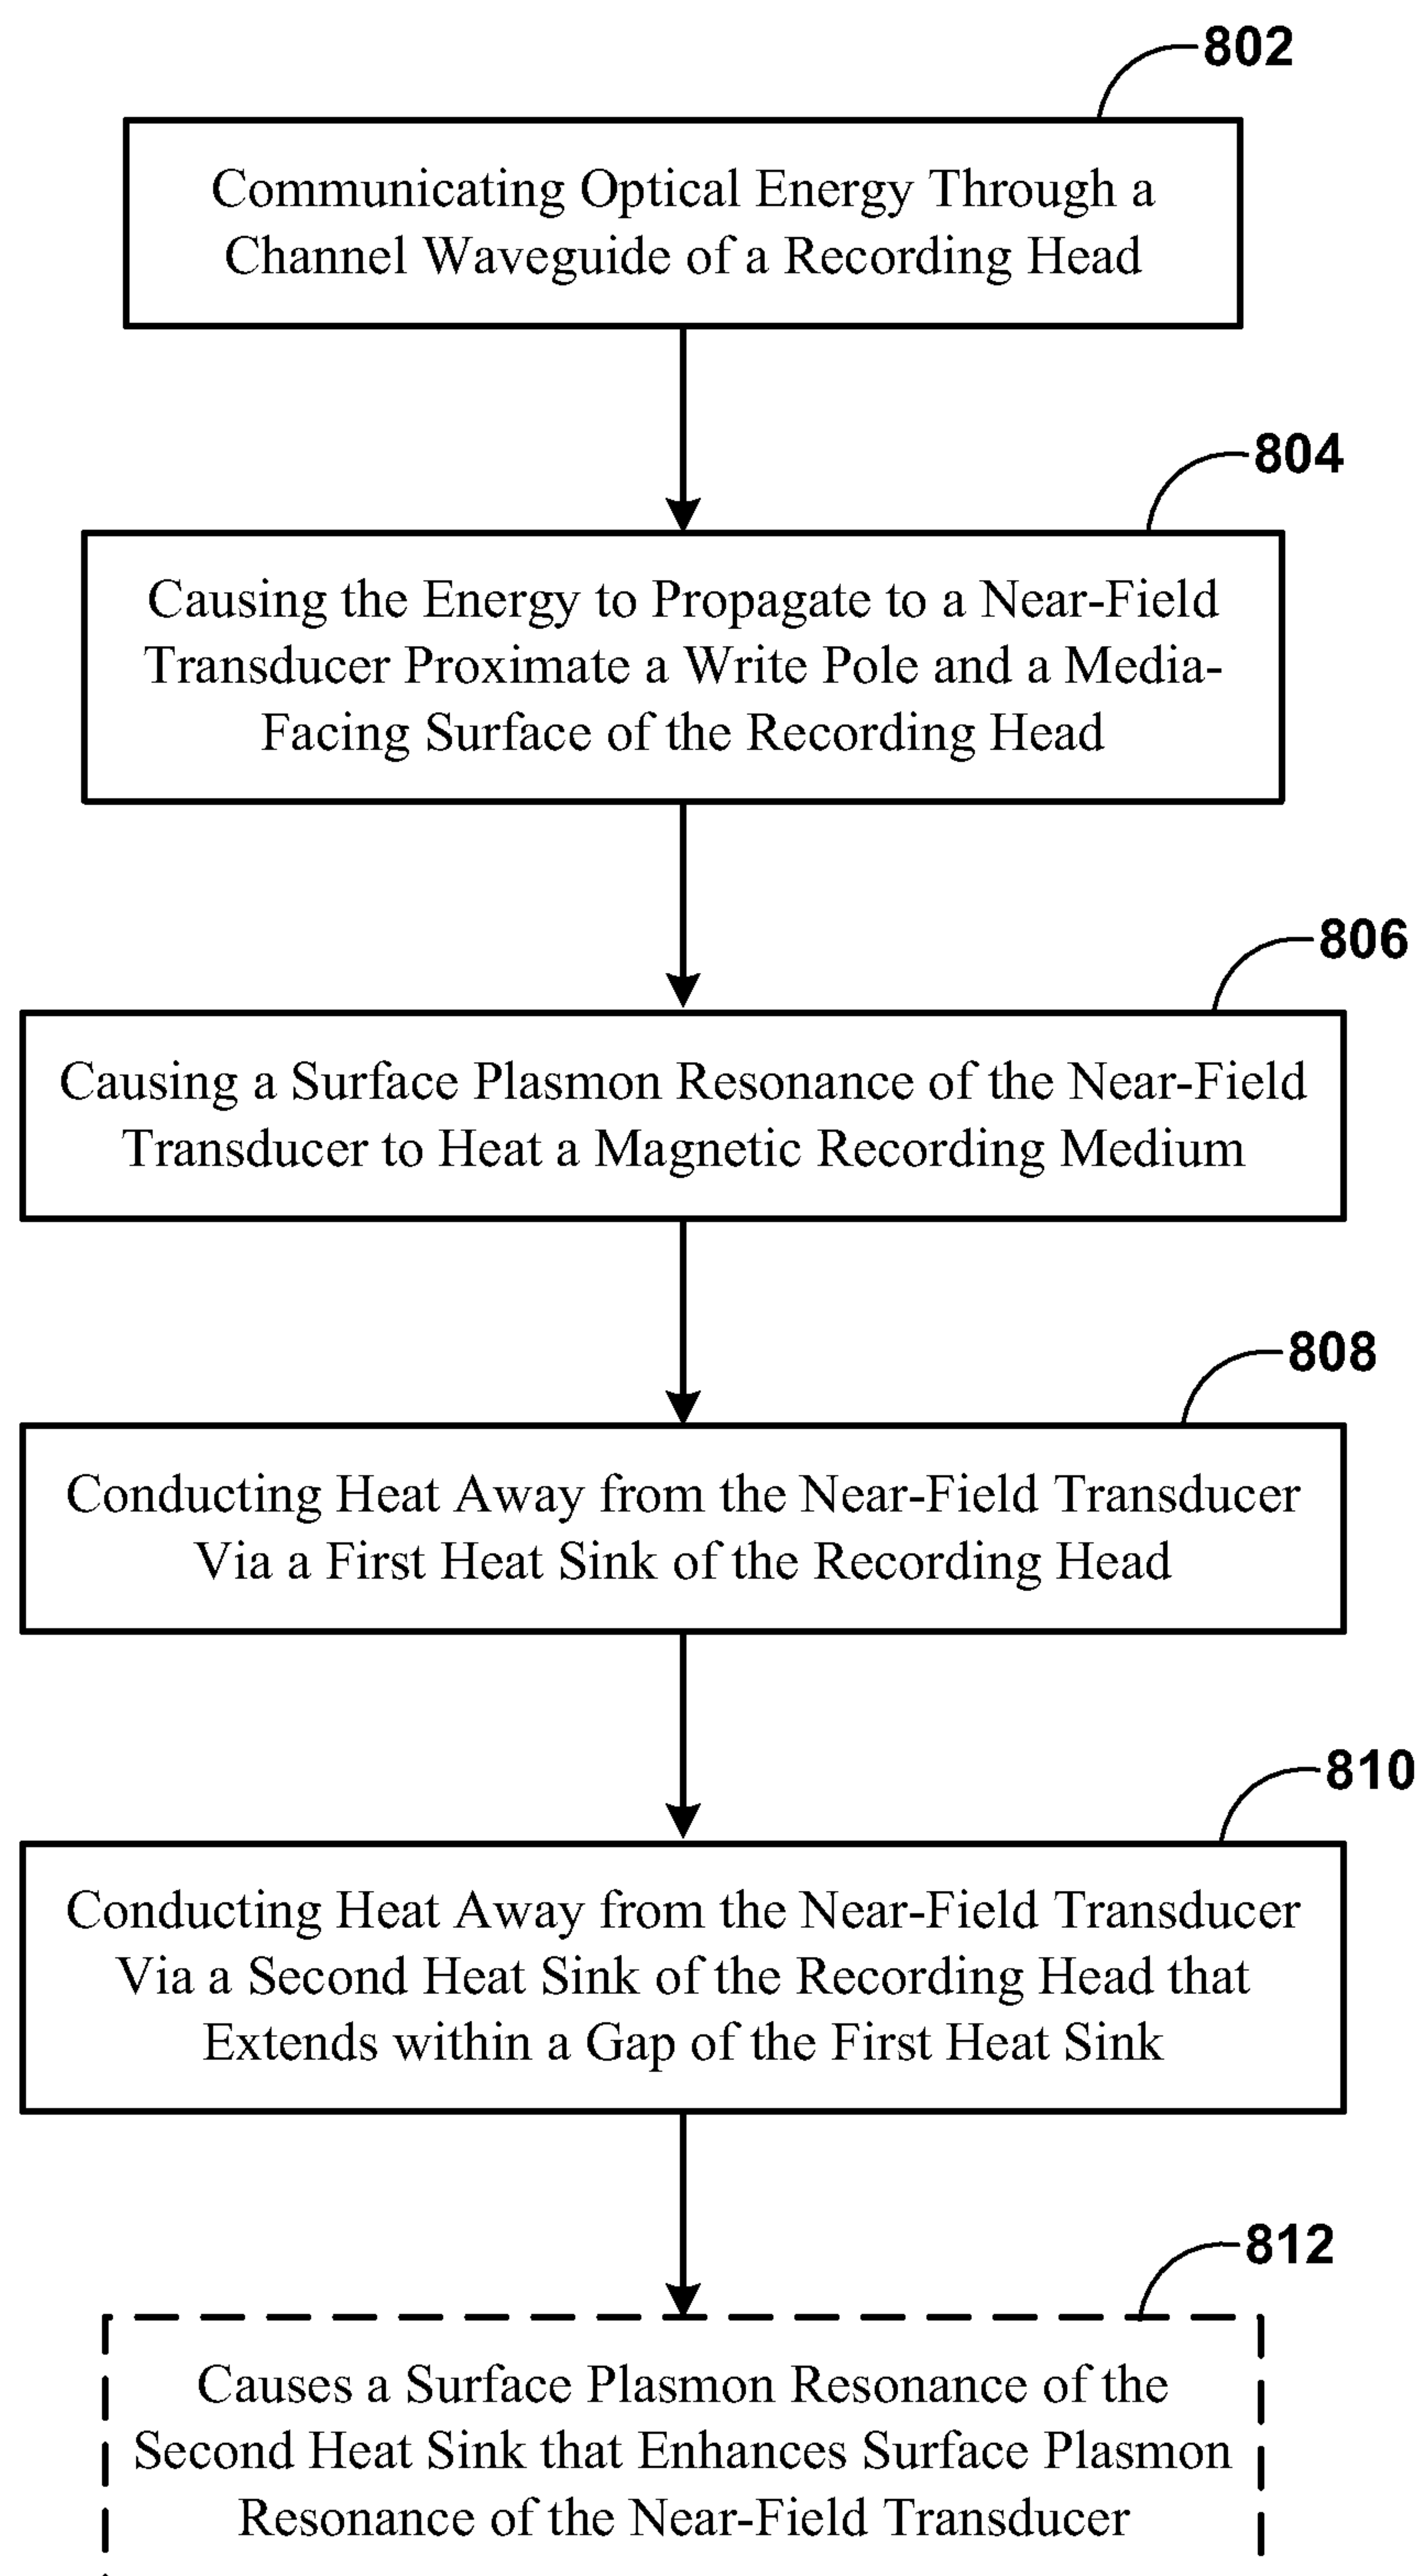 802
Communicating Optical Energy Through a
Channel Waveguide of a Recording Head
804
Causing the Energy to Propagate to a Near-Field
Transducer Proximate a Write Pole and a Media-
Facing Surface of the Recording Head
806
Causing a Surface Plasmon Resonance of the Near-Field
Transducer to Heat a Magnetic Recording Medium
808
Conducting Heat Away from the Near-Field Transducer
Via a First Heat Sink of the Recording Head
810
Conducting Heat Away from the Near-Field Transducer
Via a Second Heat Sink of the Recording Head that
Extends within a Gap of the First Heat Sink
812
Causes a Surface Plasmon Resonance of the
Second Heat Sink that Enhances Surface Plasmon
Resonance of the Near-Field Transducer